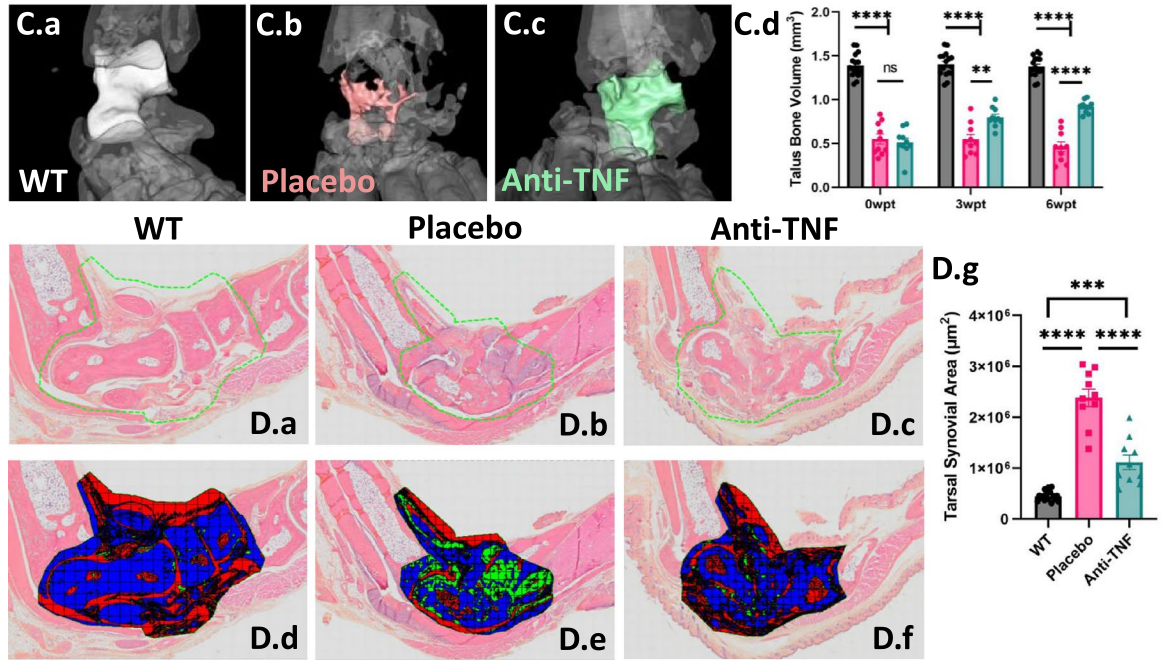 C.a
WT
C.b
Placebo
C.c
Anti-TNF
C.d
Talus Bone Volume (mm³)
2.0
1.5
1.0
0.5
0.0
****
ns
****
**
****
****
0wpt
3wpt
6wpt
WT
Placebo
Anti-TNF
D.a
D.b
D.c
D.d
D.e
D.f
D.g
Tarsal Synovial Area (μm²)
4×10⁶
3×10⁶
2×10⁶
1×10⁶
0
***
****
****
WT
Placebo
Anti-TNF